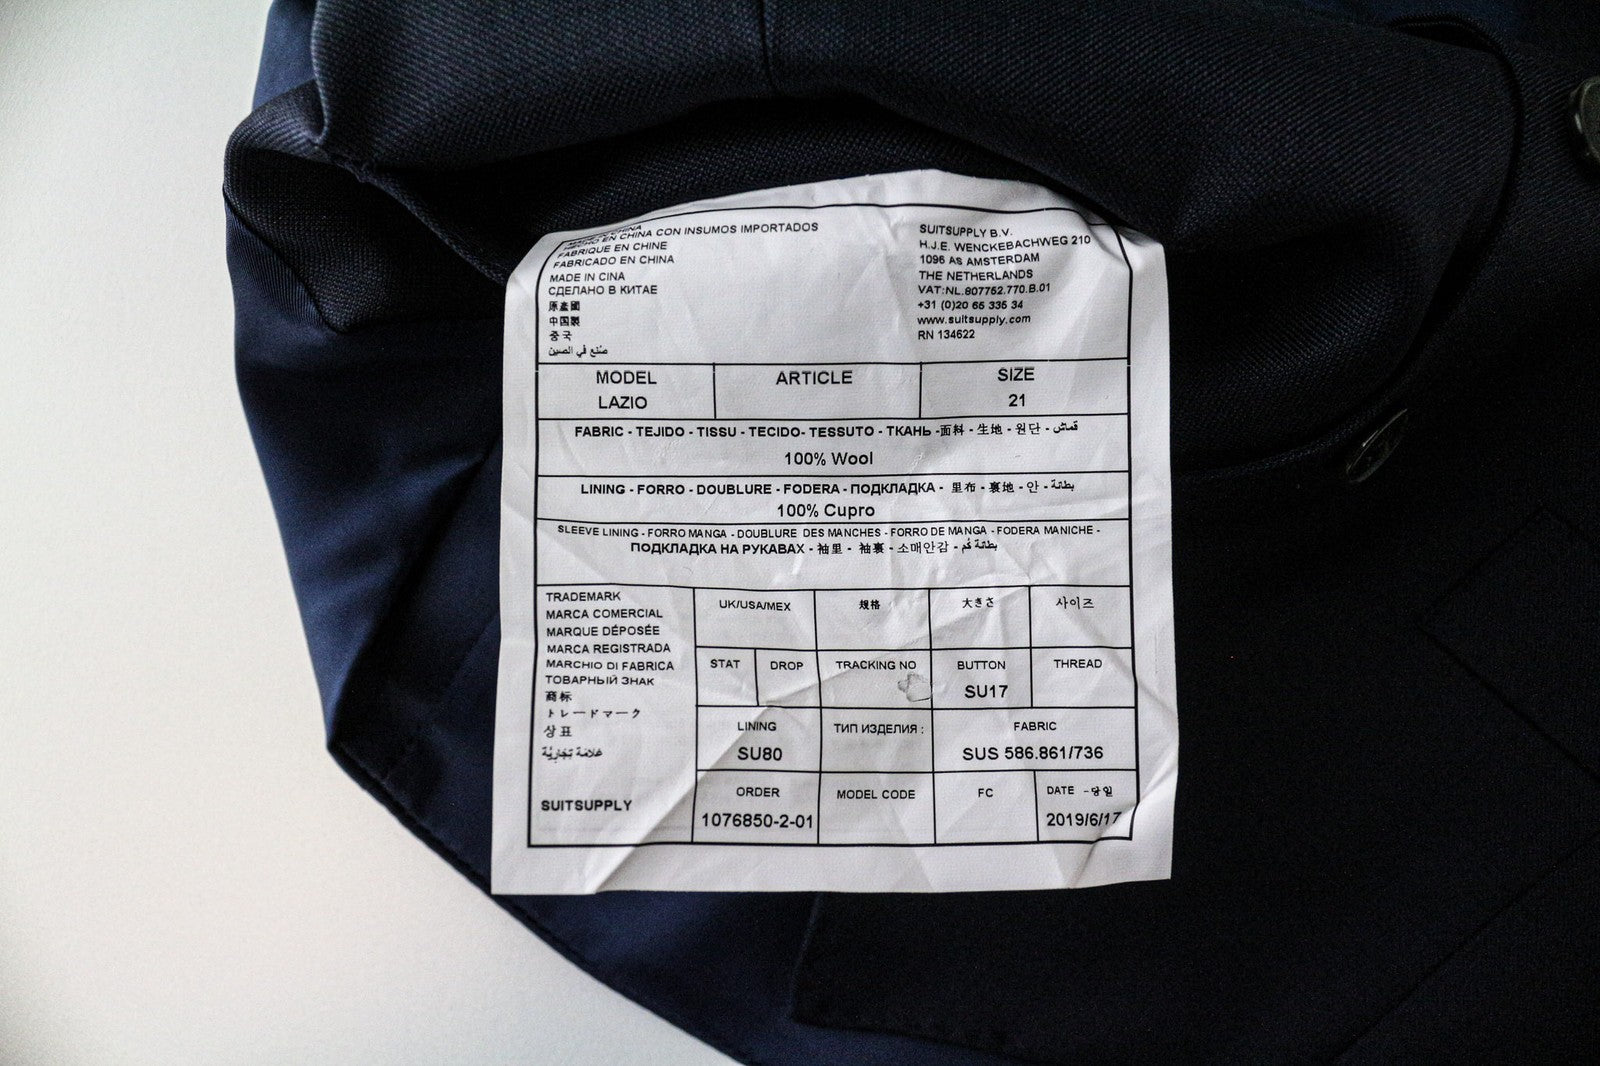 MADE IN CHINA
HECHO EN CHINA CON INSUMOS IMPORTADOS
FABRIQUE EN CHINE
FABRICADO EN CHINA
MADE IN CINA
СДЕЛАНО В КИТАЕ
原產國
中国製
중국
صنع في الصين
SUITSUPPLY B.V.
H.J.E. WENCKEBACHWEG 210
1096 AS AMSTERDAM
THE NETHERLANDS
VAT:NL.807752.770.B.01
+31 (0)20 65 335 34
www.suitsupply.com
RN 134622
MODEL
LAZIO
ARTICLE
SIZE
21
FABRIC - TEJIDO - TISSU - TECIDO- TESSUTO - ТКАНЬ -面料 - 生地 - 원단 - قماش
100% Wool
LINING - FORRO - DOUBLURE - FODERA - ПОДКЛАДКА - 里布 - 裏地 - 안 - بطانة
100% Cupro
SLEEVE LINING - FORRO MANGA - DOUBLURE DES MANCHES - FORRO DE MANGA - FODERA MANICHE -
ПОДКЛАДКА НА РУКАВАХ - 袖里 - 袖裏 - 소매안감 - بطانة كم
TRADEMARK
MARCA COMERCIAL
MARQUE DÉPOSÉE
MARCA REGISTRADA
MARCHIO DI FABRICA
ТОВАРНЫЙ ЗНАК
商标
トレードマーク
상표
علامة تجارية
SUITSUPPLY
UK/USA/MEX
規格
大きさ
사이즈
STAT
DROP
TRACKING NO
BUTTON
SU17
THREAD
LINING
SU80
ТИП ИЗДЕЛИЯ :
FABRIC
SUS 586.861/736
ORDER
1076850-2-01
MODEL CODE
FC
DATE -당일
2019/6/17